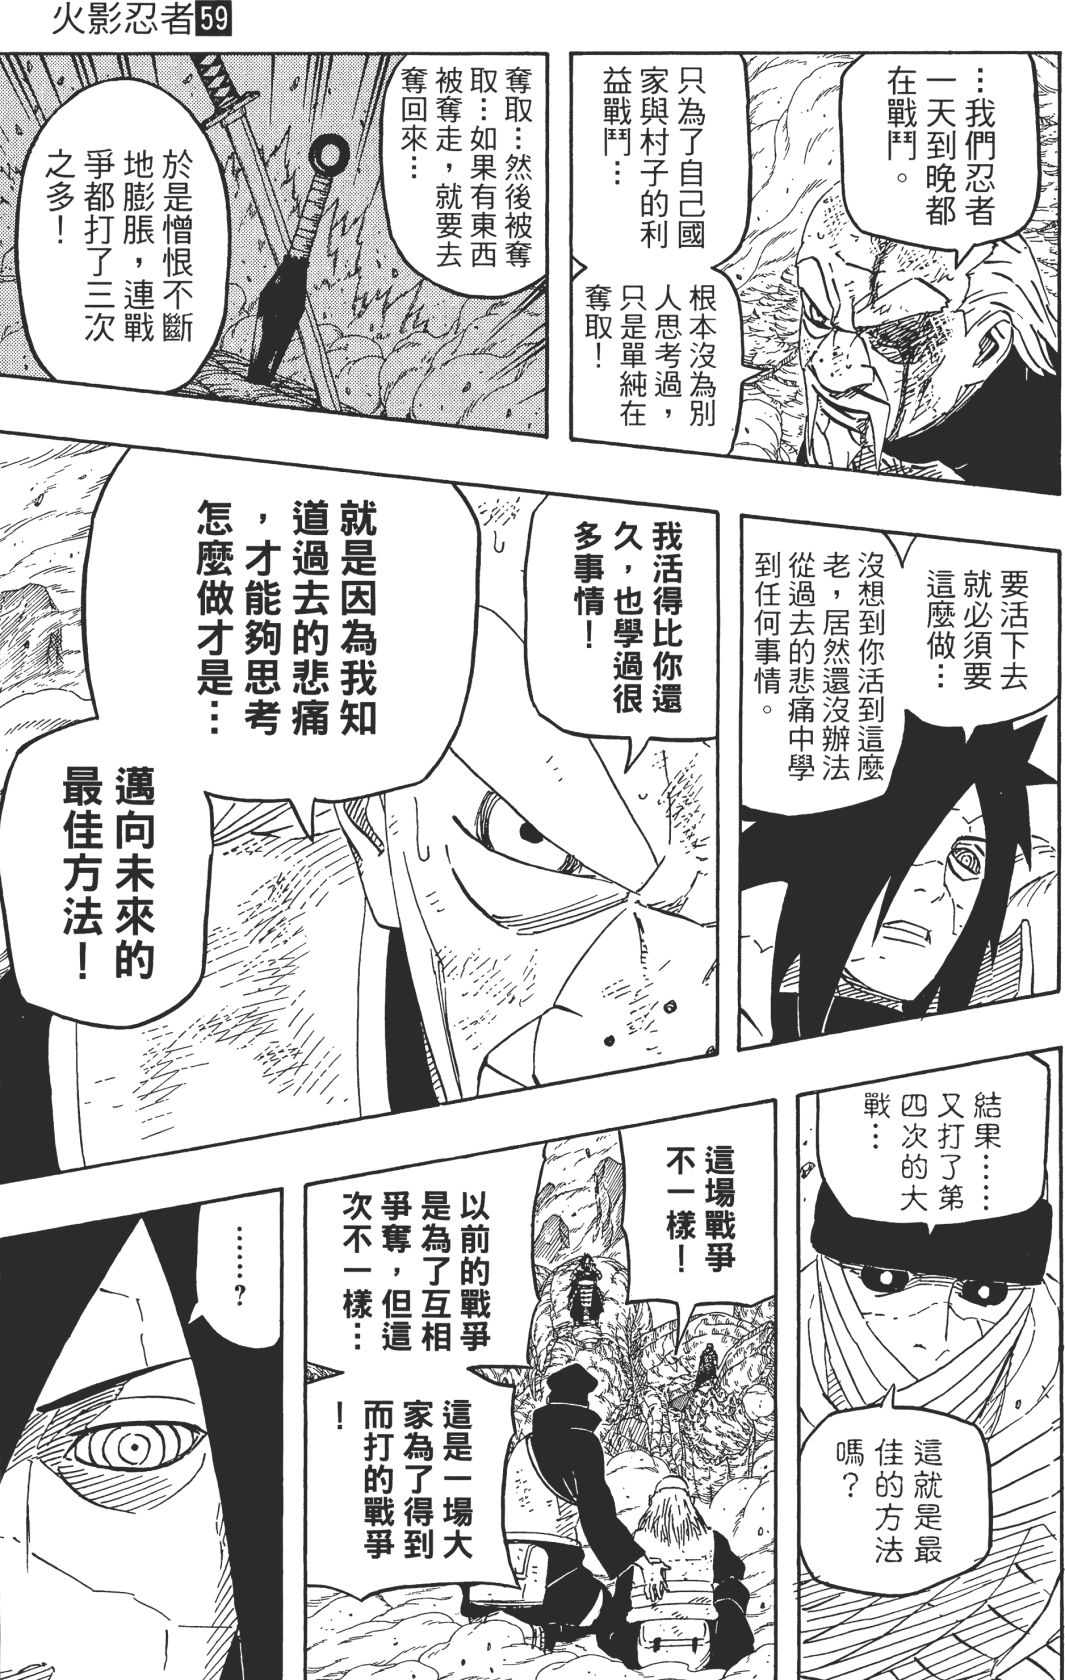 火影忍者59
…我們忍者
一天到晚都
在戰鬥。
只為了自己國
家與村子的利
益戰鬥…
根本沒為別
人思考過，
只是單純在
奪取！
奪取…然後被奪
取…如果有東西
被奪走，就要去
奪回來…
於是憎恨不斷
地膨脹，連戰
爭都打了三次
之多！
要活下去
就必須要
這麼做…
沒想到你活到這麼
老，居然還沒辦法
從過去的悲痛中學
到任何事情。
我活得比你還
久，也學過很
多事情！
就是因為我知
道過去的悲痛
，才能夠思考
怎麼做才是…
邁向未來的
最佳方法！
結果……
又打了第
四次的大
戰…
這就是最
佳的方法
嗎？
這場戰爭
不一樣！
以前的戰爭
是為了互相
爭奪，但這
次不一樣…
這是一場大
家為了得到
而打的戰爭
！
……？